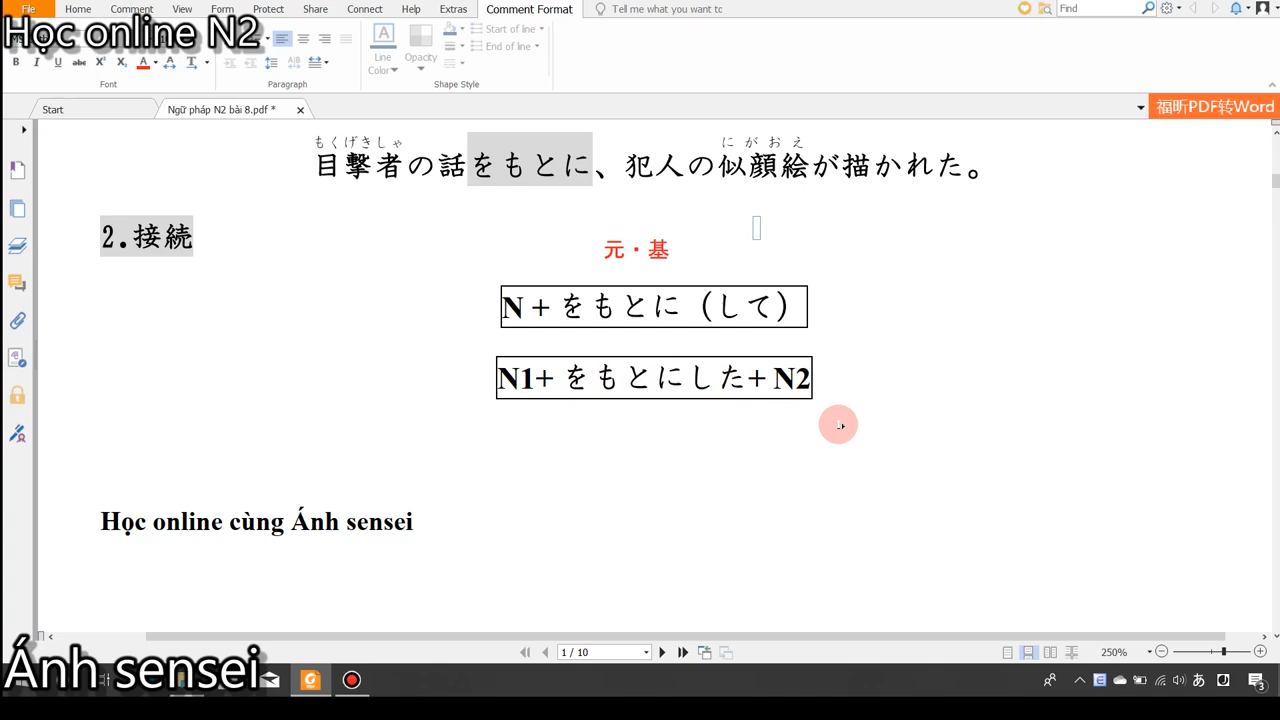 File Home Comment View Form Protect Share Connect Help Extras Comment Format Tell me what you want to Find
Học online N2
Start of line
End of line
Line Color
Opacity
Font Paragraph Shape Style
Start Ngữ pháp N2 bài 8.pdf * 福昕PDF转Word
もくげきしゃ にがおえ
目撃者の話をもとに、犯人の似顔絵が描かれた。
2.接続
元・基
N + をもとに（して）
N1+ をもとにした+ N2
Học online cùng Ánh sensei
1 / 10 250%
Ánh sensei